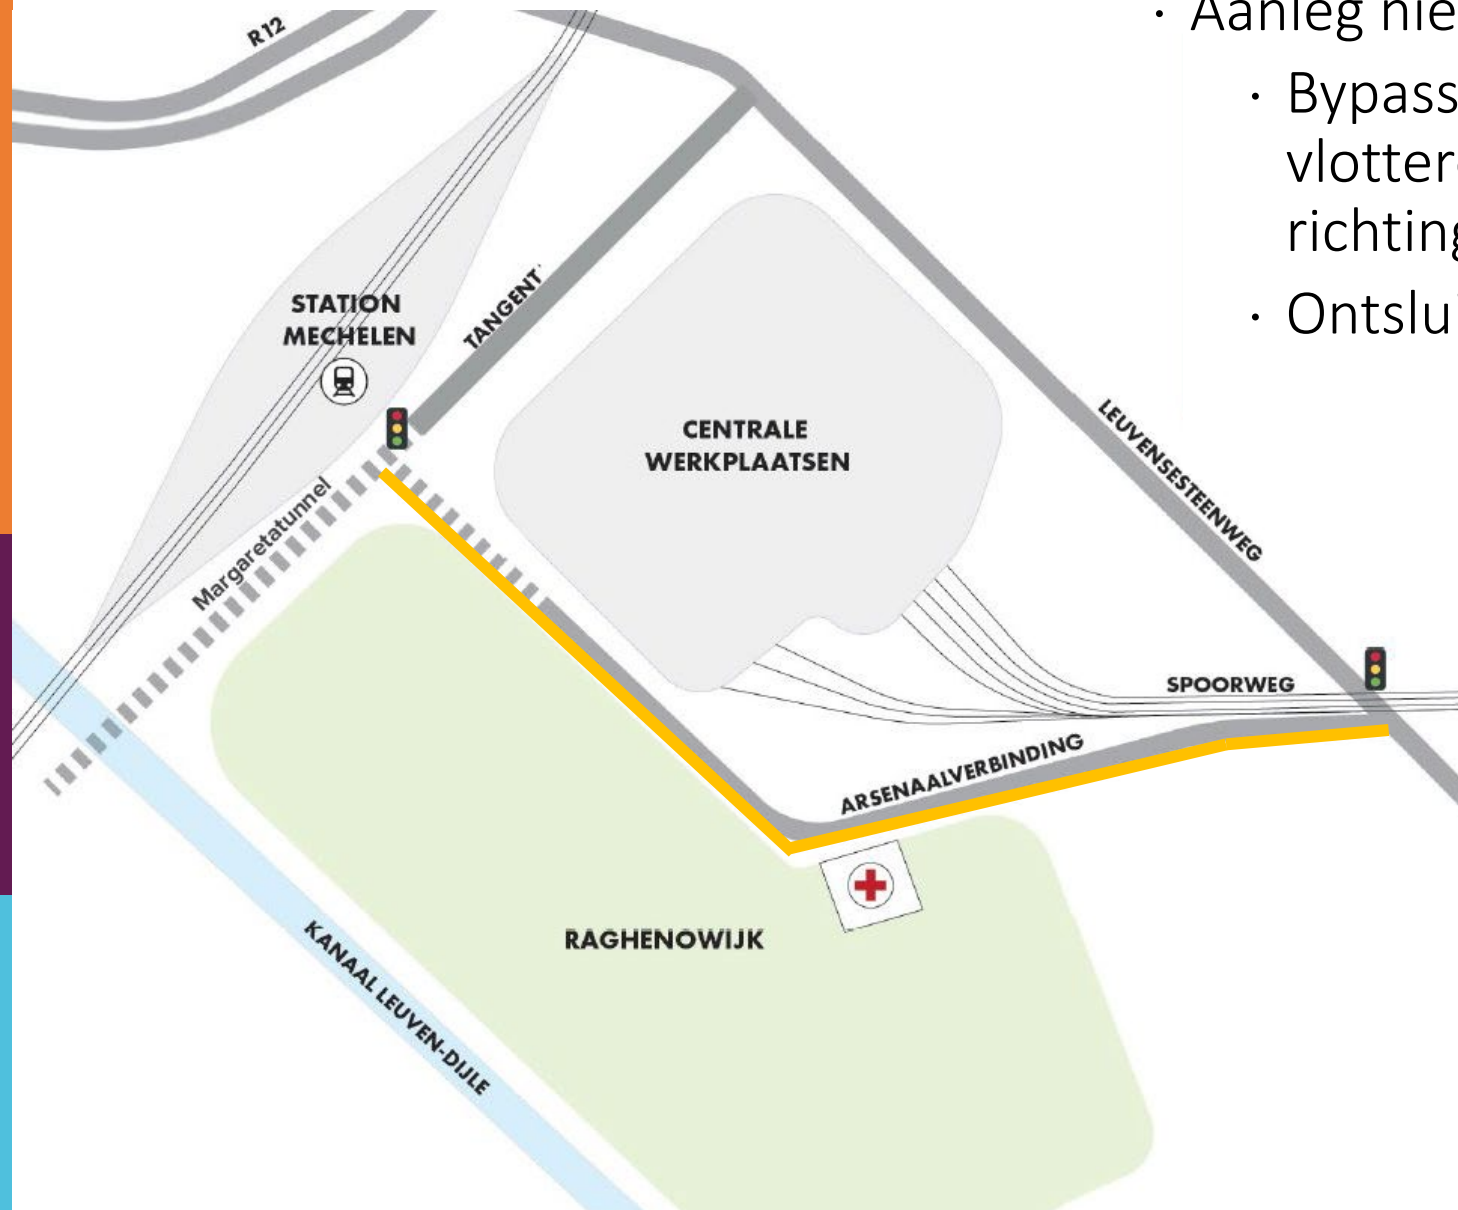 R12
· Aanleg nie
· Bypass
vlotter
richting
· Ontslu
STATION
MECHELEN
TANGENT
CENTRALE
WERKPLAATSEN
LEUVENSESTEENWEG
Margaretatunnel
SPOORWEG
ARSENAALVERBINDING
RAGHENOWIJK
KANAAL LEUVEN-DIJLE